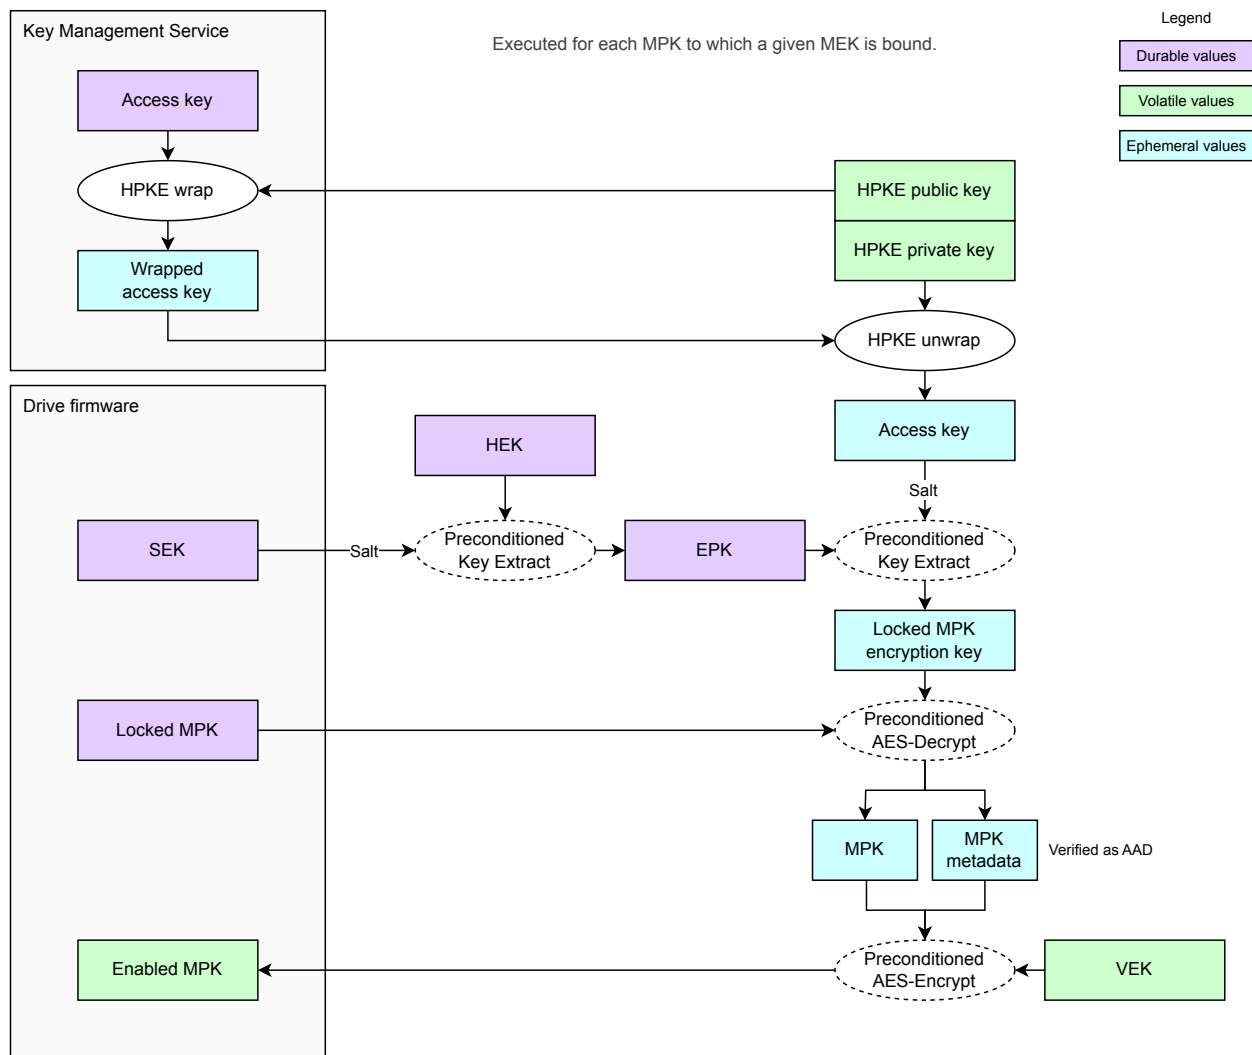 Key Management Service
Executed for each MPK to which a given MEK is bound.
Legend
Durable values
Volatile values
Ephemeral values
Access key
HPKE wrap
Wrapped
access key
HPKE public key
HPKE private key
HPKE unwrap
Access key
Salt
Drive firmware
HEK
SEK
Salt
Preconditioned
Key Extract
EPK
Preconditioned
Key Extract
Locked MPK
encryption key
Locked MPK
Preconditioned
AES-Decrypt
MPK
MPK
metadata
Verified as AAD
Enabled MPK
Preconditioned
AES-Encrypt
VEK